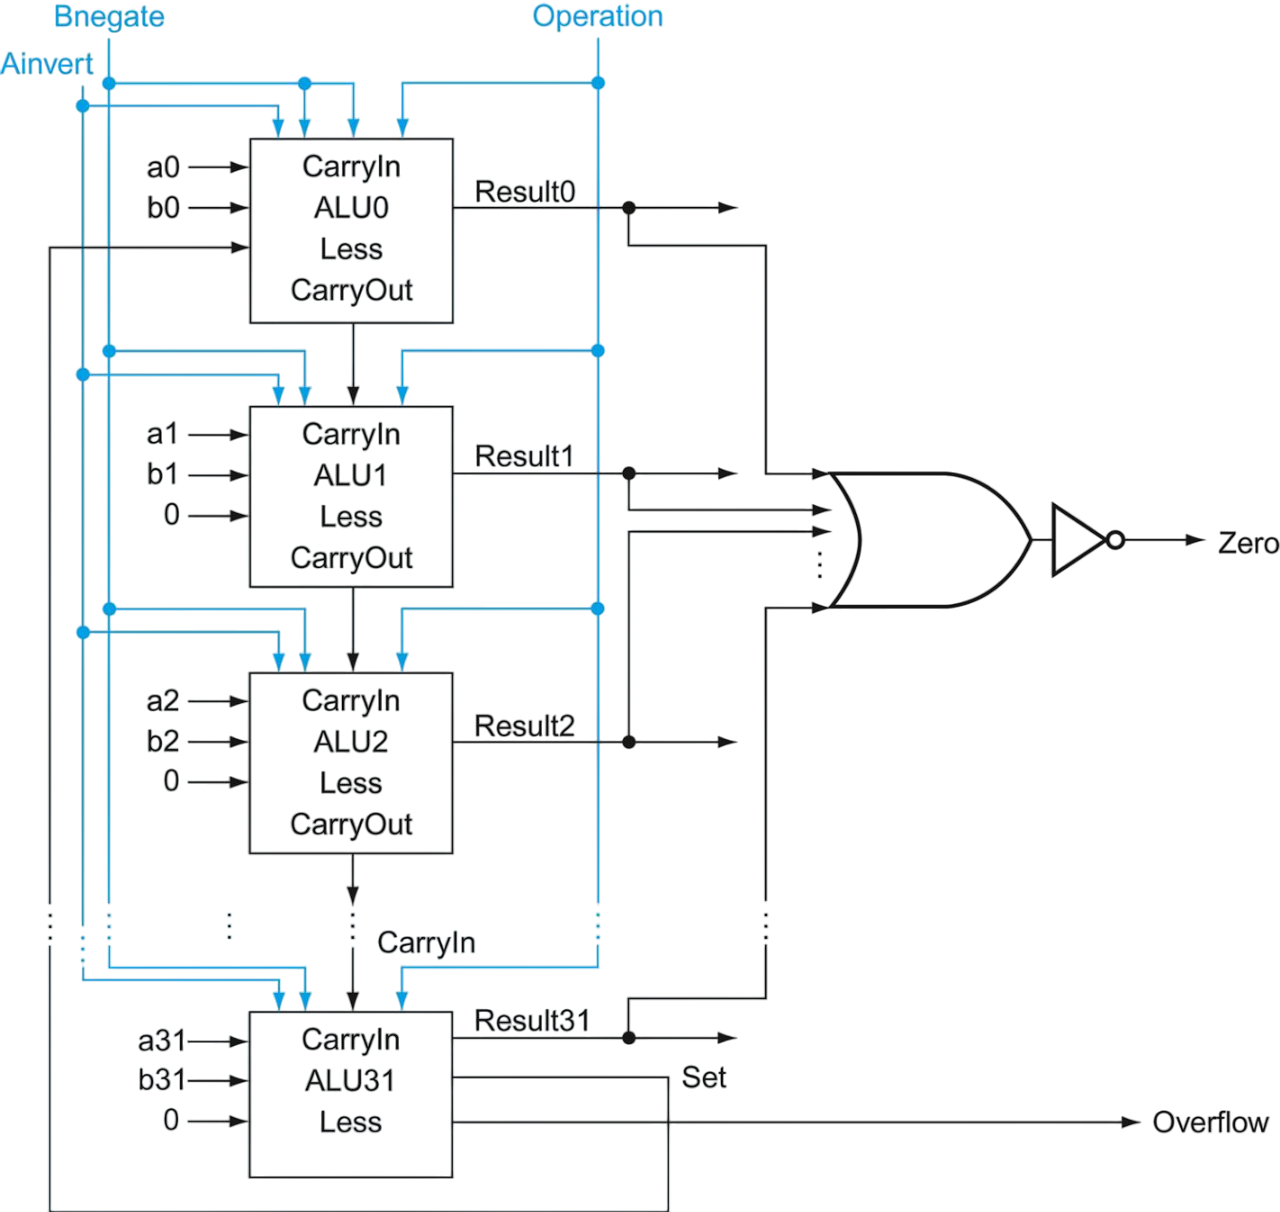 Bnegate
Operation
Ainvert
a0
CarryIn
b0
ALU0
Result0
Less
CarryOut
a1
CarryIn
b1
ALU1
Result1
0
Less
CarryOut
Zero
a2
CarryIn
b2
ALU2
Result2
0
Less
CarryOut
CarryIn
a31
CarryIn
Result31
b31
ALU31
Set
0
Less
Overflow